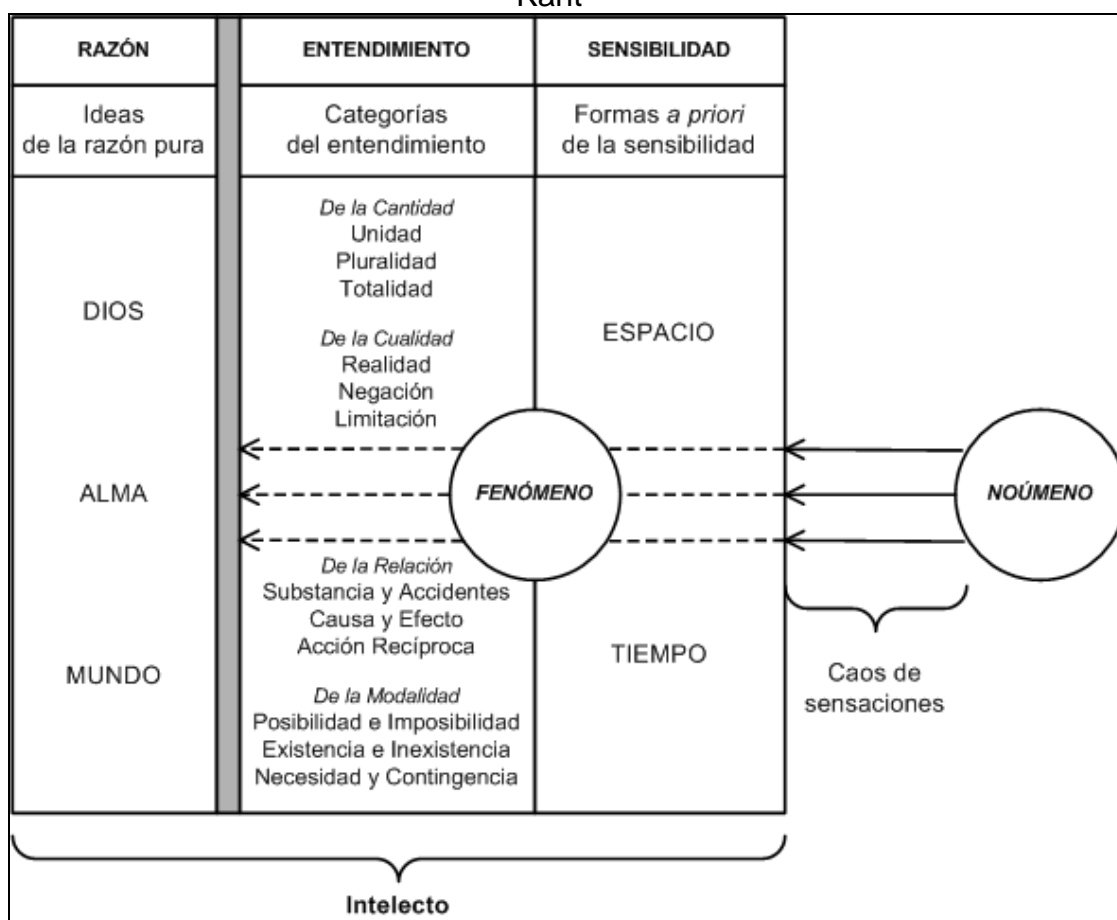 Kant
RAZÓN
ENTENDIMIENTO
SENSIBILIDAD
Ideas
de la razón pura
Categorías
del entendimiento
Formas a priori
de la sensibilidad
DIOS
ALMA
MUNDO
De la Cantidad
Unidad
Pluralidad
Totalidad
De la Cualidad
Realidad
Negación
Limitación
FENÓMENO
De la Relación
Substancia y Accidentes
Causa y Efecto
Acción Recíproca
De la Modalidad
Posibilidad e Imposibilidad
Existencia e Inexistencia
Necesidad y Contingencia
ESPACIO
TIEMPO
NOÚMENO
Caos de
sensaciones
Intelecto